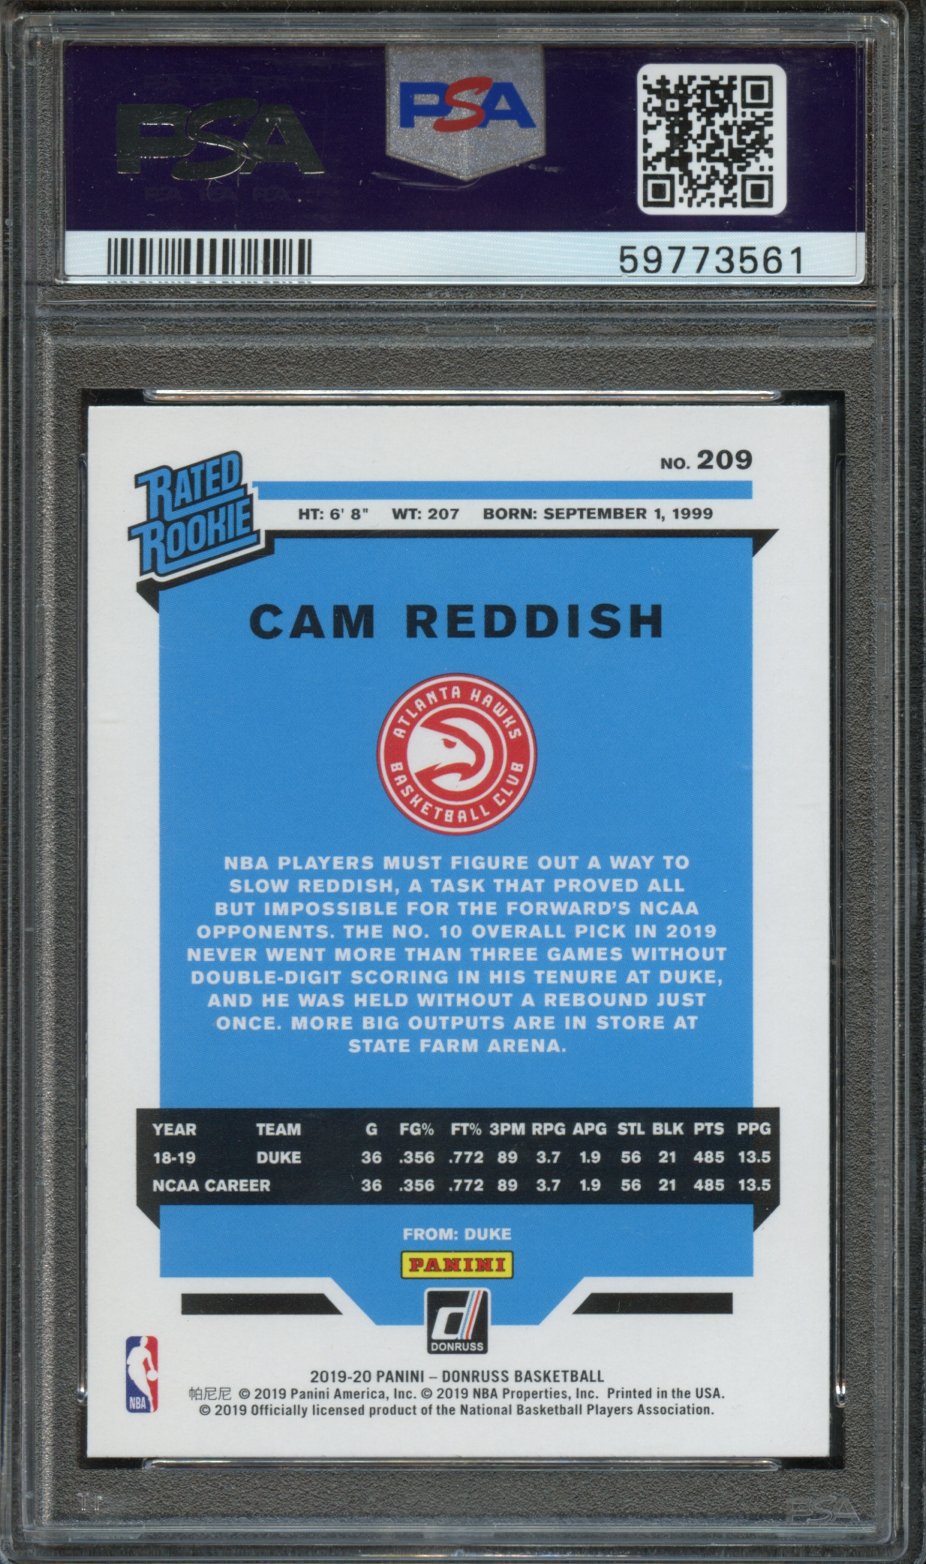 PSA
PSA
59773561
RATED
ROOKIE
NO. 209
HT: 6' 8" WT: 207 BORN: SEPTEMBER 1, 1999
CAM REDDISH
ATLANTA HAWKS
BASKETBALL CLUB
NBA PLAYERS MUST FIGURE OUT A WAY TO
SLOW REDDISH, A TASK THAT PROVED ALL
BUT IMPOSSIBLE FOR THE FORWARD'S NCAA
OPPONENTS. THE NO. 10 OVERALL PICK IN 2019
NEVER WENT MORE THAN THREE GAMES WITHOUT
DOUBLE-DIGIT SCORING IN HIS TENURE AT DUKE,
AND HE WAS HELD WITHOUT A REBOUND JUST
ONCE. MORE BIG OUTPUTS ARE IN STORE AT
STATE FARM ARENA.
YEAR TEAM G FG% FT% 3PM RPG APG STL BLK PTS PPG
18-19 DUKE 36 .356 .772 89 3.7 1.9 56 21 485 13.5
NCAA CAREER 36 .356 .772 89 3.7 1.9 56 21 485 13.5
FROM: DUKE
PANINI
d
DONRUSS
NBA
2019-20 PANINI – DONRUSS BASKETBALL
帕尼尼 © 2019 Panini America, Inc. © 2019 NBA Properties, Inc. Printed in the USA.
© 2019 Officially licensed product of the National Basketball Players Association.
PSA